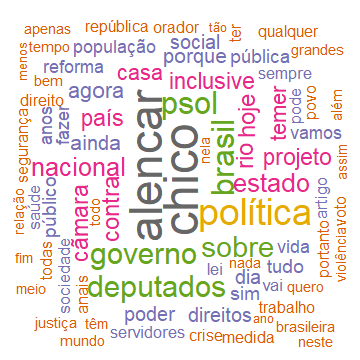 apenas república orador tão
menos tempo população social ter qualquer
reforma casa porque pública grandes
bem agora inclusive sempre
direito anos fazer país psol hoje temer pode povo além
segurança ainda alencar chico brasil rio vamos
nacional contra nela projeto assim
relação saúde público câmara todo estado artigo
política portanto violência voto
todas sociedade governo sobre vida
fim anais lei nada dia tudo
meio deputados sim vai quero
justiça têm poder direitos ano trabalho
mundo servidores crise medida brasileira
neste